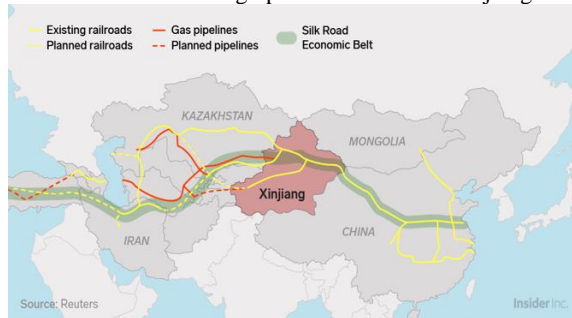 Existing railroads
Planned railroads
Gas pipelines
Planned pipelines
Silk Road
Economic Belt
KAZAKHSTAN
MONGOLIA
Xinjiang
IRAN
CHINA
Source: Reuters
Insider Inc.